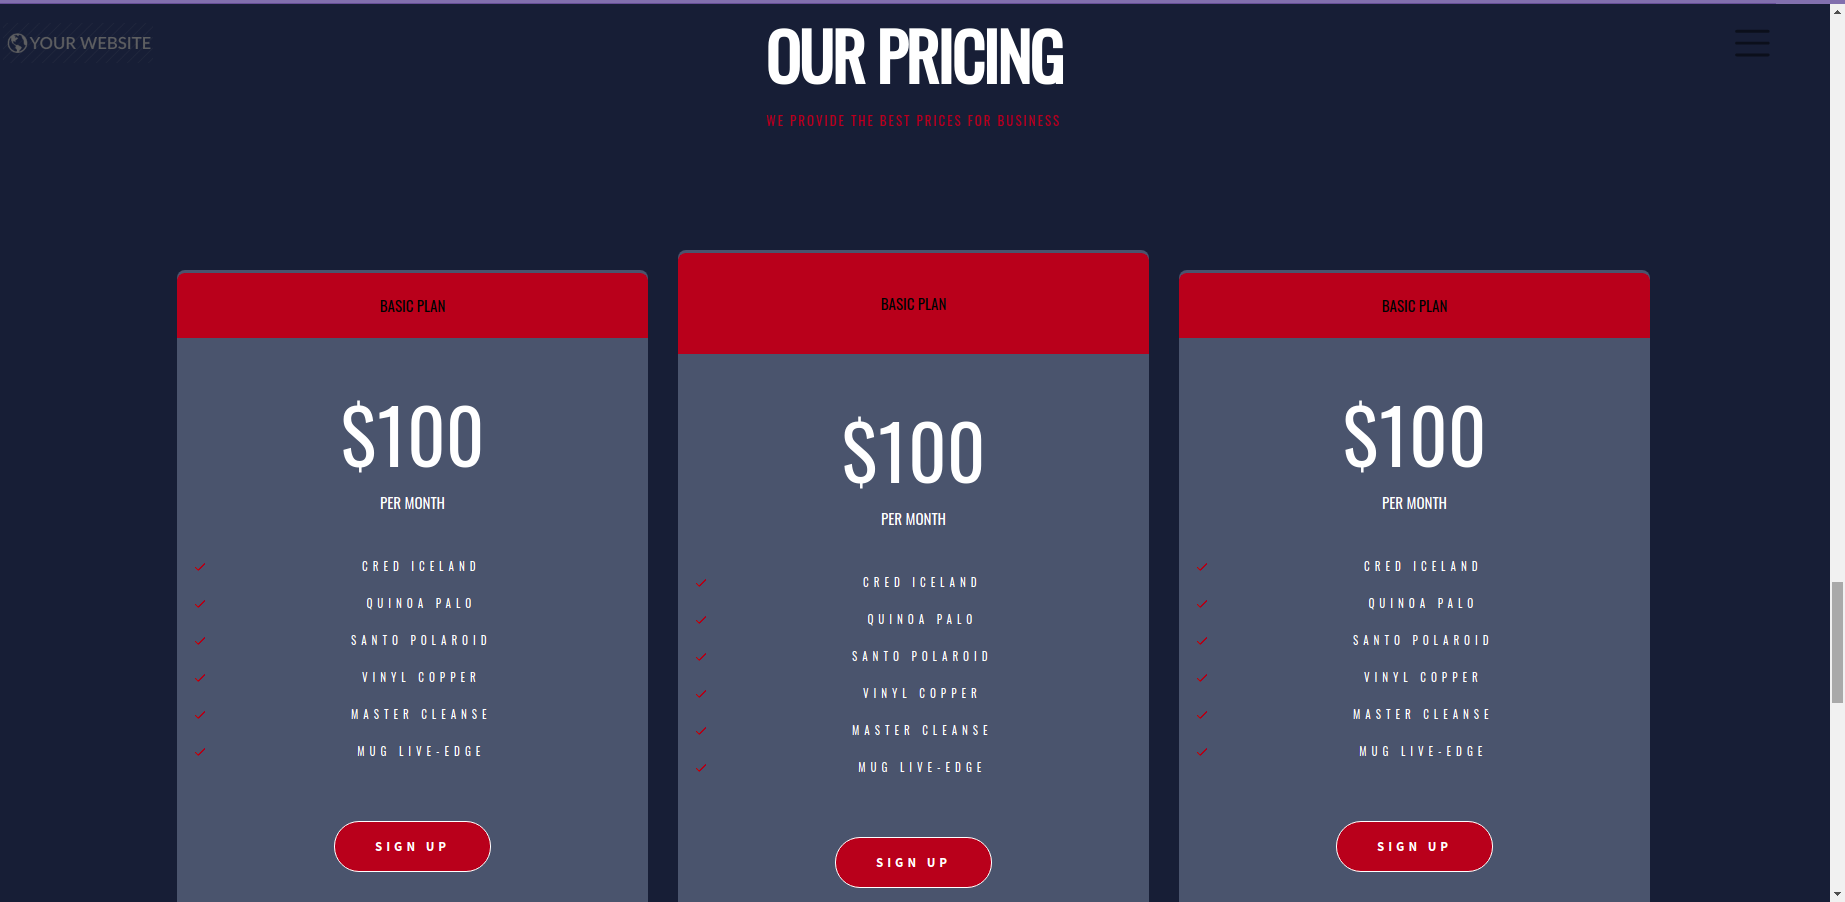 YOUR WEBSITE
OUR PRICING
WE PROVIDE THE BEST PRICES FOR BUSINESS
BASIC PLAN
$100
PER MONTH
CRED ICELAND
QUINOA PALO
SANTO POLAROID
VINYL COPPER
MASTER CLEANSE
MUG LIVE-EDGE
SIGN UP
BASIC PLAN
$100
PER MONTH
CRED ICELAND
QUINOA PALO
SANTO POLAROID
VINYL COPPER
MASTER CLEANSE
MUG LIVE-EDGE
SIGN UP
BASIC PLAN
$100
PER MONTH
CRED ICELAND
QUINOA PALO
SANTO POLAROID
VINYL COPPER
MASTER CLEANSE
MUG LIVE-EDGE
SIGN UP